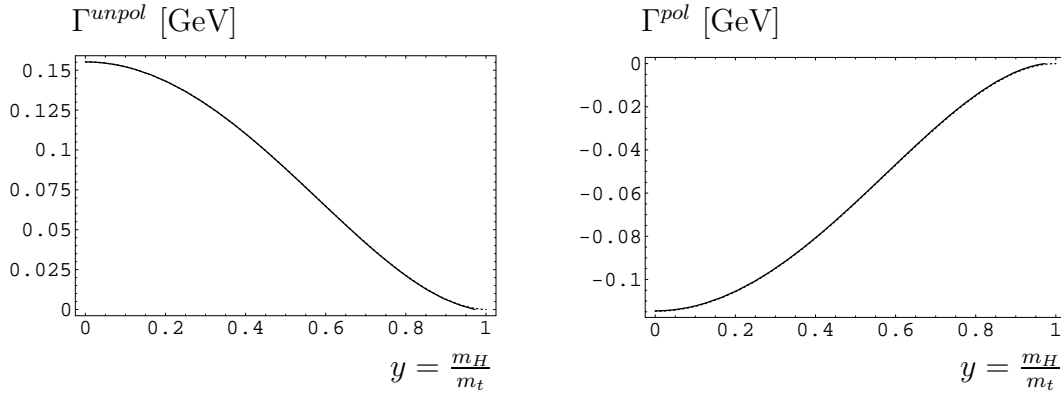 Γ^{unpol} [GeV]
0.15
0.125
0.1
0.075
0.05
0.025
0
0 0.2 0.4 0.6 0.8 1
y = \frac{m_H}{m_t}
Γ^{pol} [GeV]
0
-0.02
-0.04
-0.06
-0.08
-0.1
0 0.2 0.4 0.6 0.8 1
y = \frac{m_H}{m_t}